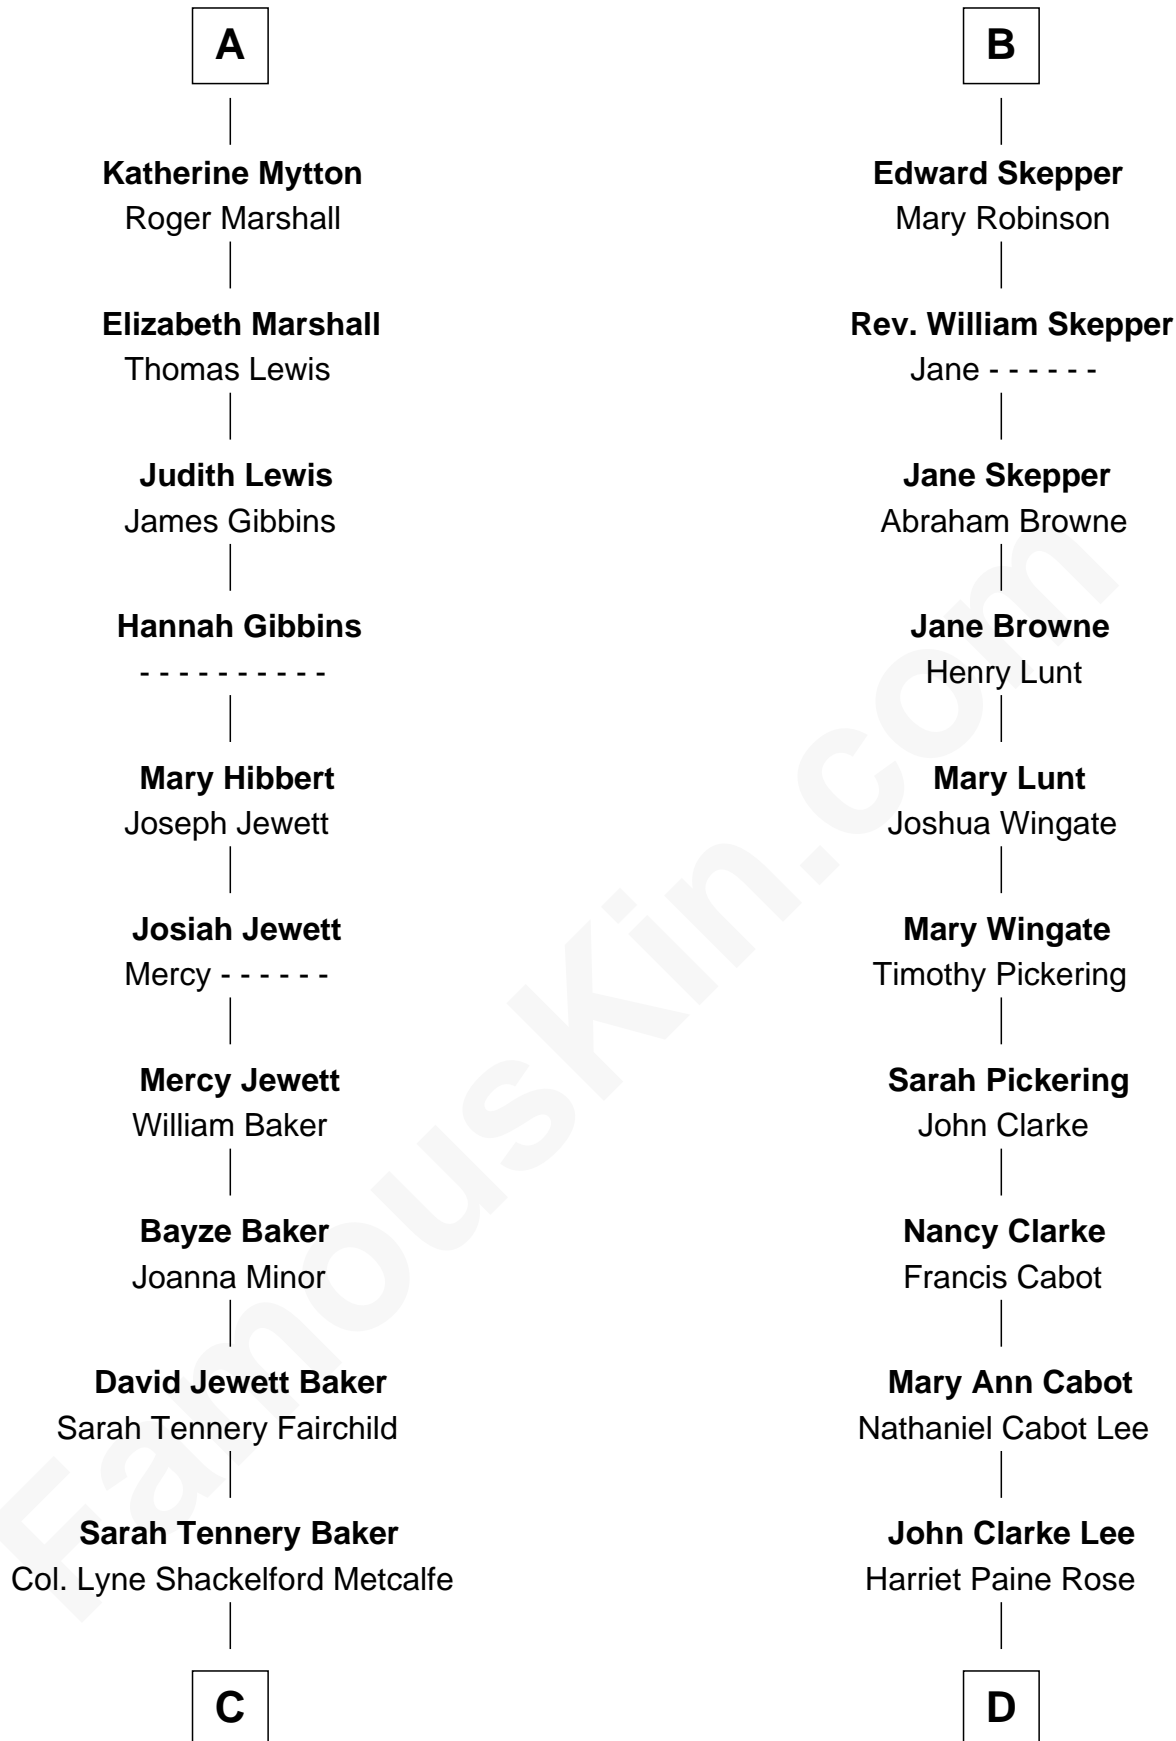 A
Katherine Mytton
Roger Marshall
Elizabeth Marshall
Thomas Lewis
Judith Lewis
James Gibbins
Hannah Gibbins
- - - - - - - - - -
Mary Hibbert
Joseph Jewett
Josiah Jewett
Mercy - - - - - -
Mercy Jewett
William Baker
Bayze Baker
Joanna Minor
David Jewett Baker
Sarah Tennery Fairchild
Sarah Tennery Baker
Col. Lyne Shackelford Metcalfe
C
B
Edward Skepper
Mary Robinson
Rev. William Skepper
Jane - - - - - -
Jane Skepper
Abraham Browne
Jane Browne
Henry Lunt
Mary Lunt
Joshua Wingate
Mary Wingate
Timothy Pickering
Sarah Pickering
John Clarke
Nancy Clarke
Francis Cabot
Mary Ann Cabot
Nathaniel Cabot Lee
John Clarke Lee
Harriet Paine Rose
D
FamousKin.com